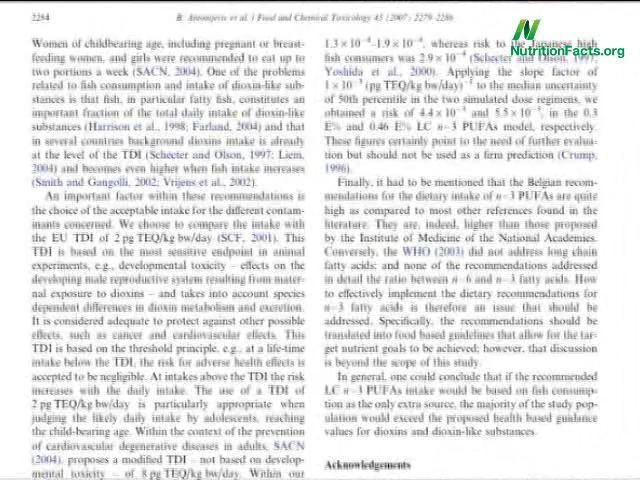 2284
B. Antonijevic et al. / Food and Chemical Toxicology 45 (2007) 2279–2286
NutritionFacts.org
Women of childbearing age, including pregnant or breast-
feeding women, and girls were recommended to eat up to
two portions a week (SACN, 2004). One of the problems
related to fish consumption and intake of dioxin-like sub-
stances is that fish, in particular fatty fish, constitutes an
important fraction of the total daily intake of dioxin-like
substances (Harrison et al., 1998; Farland, 2004) and that
in several countries background dioxins intake is already
at the level of the TDI (Schecter and Olson, 1997; Liem,
2004) and becomes even higher when fish intake increases
(Smith and Gangolli, 2002; Vrijens et al., 2002).
An important factor within these recommendations is
the choice of the acceptable intake for the different contam-
inants concerned. We choose to compare the intake with
the EU TDI of 2 pg TEQ/kg bw/day (SCF, 2001). This
TDI is based on the most sensitive endpoint in animal
experiments, e.g., developmental toxicity – effects on the
developing male reproductive system resulting from mater-
nal exposure to dioxins – and takes into account species
dependent differences in dioxin metabolism and excretion.
It is considered adequate to protect against other possible
effects, such as cancer and cardiovascular effects. This
TDI is based on the threshold principle, e.g., at a life-time
intake below the TDI, the risk for adverse health effects is
accepted to be negligible. At intakes above the TDI the risk
increases with the daily intake. The use of a TDI of
2 pg TEQ/kg bw/day is particularly appropriate when
judging the likely daily intake by adolescents, reaching
the child-bearing age. Within the context of the prevention
of cardiovascular degenerative diseases in adults, SACN
(2004), proposes a modified TDI – not based on develop-
mental toxicity – of 8 pg TEQ/kg bw/day. Within our
1.3 × 10⁻⁴–1.9 × 10⁻⁴, whereas risk to the Japanese high
fish consumers was 2.9 × 10⁻⁴ (Schecter and Olson, 1997;
Yoshida et al., 2000). Applying the slope factor of
1 × 10⁻³ (pg TEQ/kg bw/day)⁻¹ to the median uncertainty
of 50th percentile in the two simulated dose regimens, we
obtained a risk of 4.4 × 10⁻³ and 5.5 × 10⁻³, in the 0.3
E% and 0.46 E% LC n−3 PUFAs model, respectively.
These figures certainly point to the need of further evalua-
tion but should not be used as a firm prediction (Crump,
1996).
Finally, it had to be mentioned that the Belgian recom-
mendations for the dietary intake of n−3 PUFAs are quite
high as compared to most other references found in the
literature. They are, indeed, higher than those proposed
by the Institute of Medicine of the National Academies.
Conversely, the WHO (2003) did not address long chain
fatty acids; and none of the recommendations addressed
in detail the ratio between n−6 and n−3 fatty acids. How
to effectively implement the dietary recommendations for
n−3 fatty acids is therefore an issue that should be
addressed. Specifically, the recommendations should be
translated into food based guidelines that allow for the tar-
get nutrient goals to be achieved; however, that discussion
is beyond the scope of this study.
In general, one could conclude that if the recommended
LC n−3 PUFAs intake would be based on fish consump-
tion as the only extra source, the majority of the study pop-
ulation would exceed the proposed health based guidance
values for dioxins and dioxin-like substances.
Acknowledgements